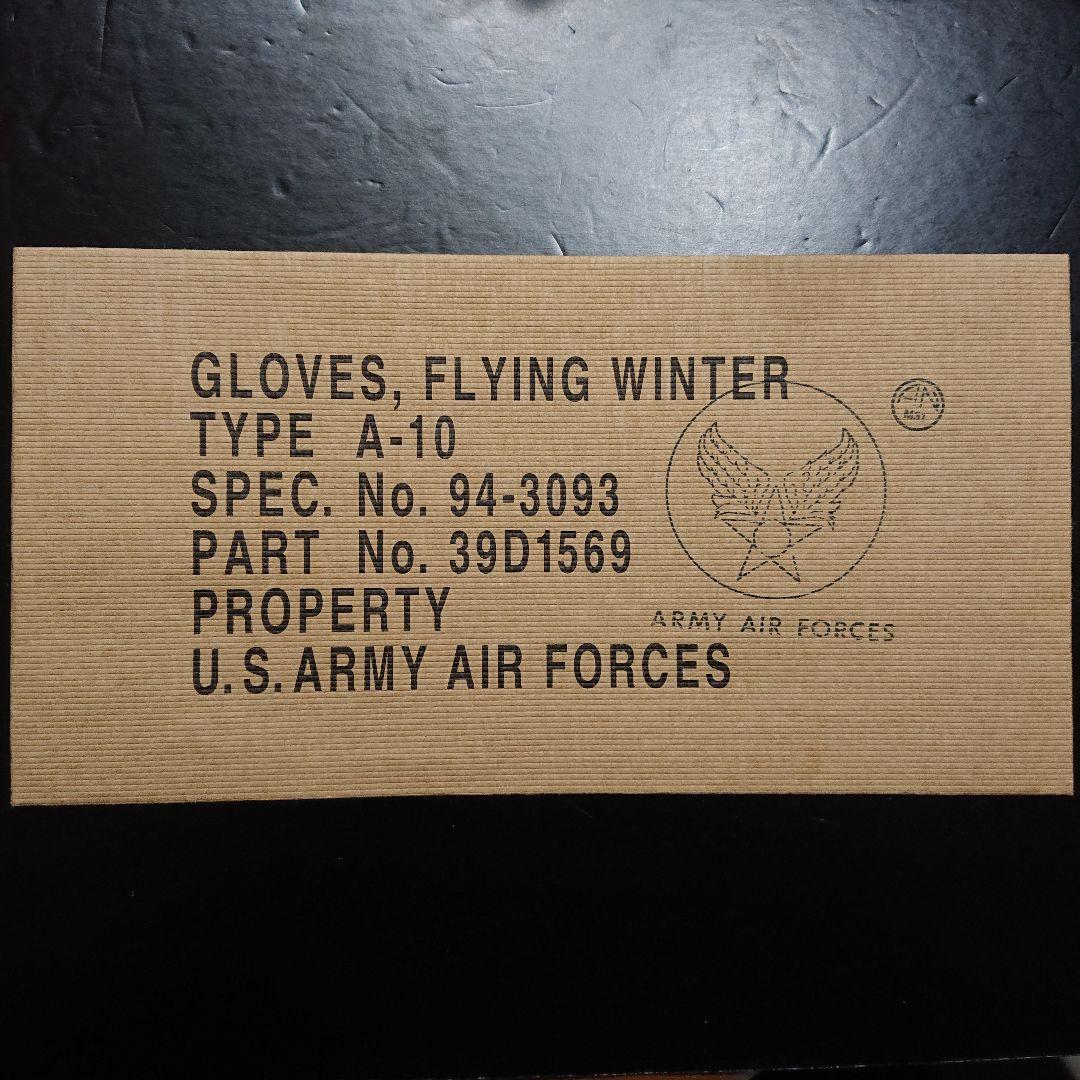 GLOVES, FLYING WINTER
TYPE A-10
SPEC. No. 94-3093
PART No. 39D1569
PROPERTY
U.S. ARMY AIR FORCES
ARMY AIR FORCES